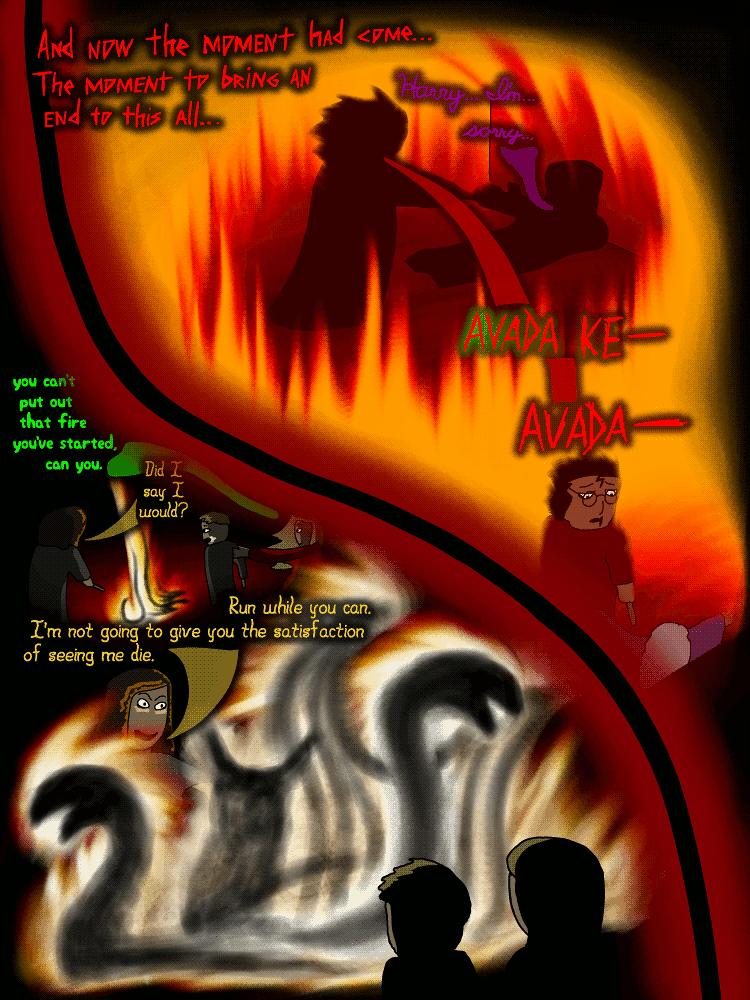 And now the moment had come...
The moment to bring an
end to this all...
Harry... I'm...
sorry...
AVADA KE—
AVADA—
you can't
put out
that fire
you've started,
can you.
Did I
say I
would?
Run while you can.
I'm not going to give you the satisfaction
of seeing me die.